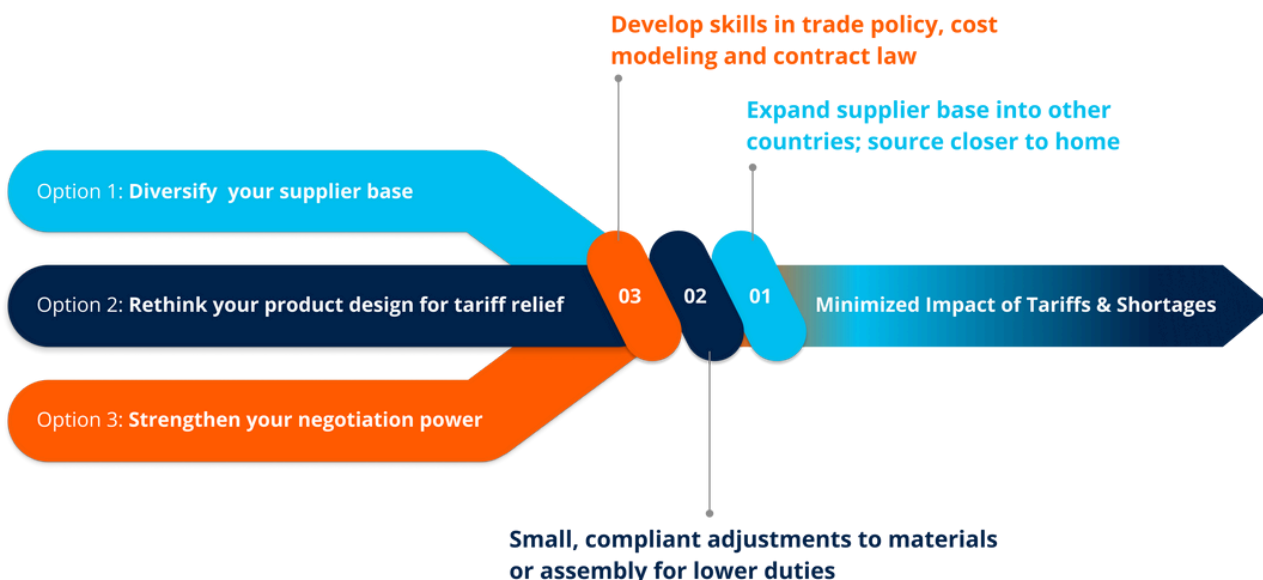 Develop skills in trade policy, cost
modeling and contract law
Expand supplier base into other
countries; source closer to home
Option 1: Diversify  your supplier base
Option 2: Rethink your product design for tariff relief
03
02
01
Minimized Impact of Tariffs & Shortages
Option 3: Strengthen your negotiation power
Small, compliant adjustments to materials
or assembly for lower duties